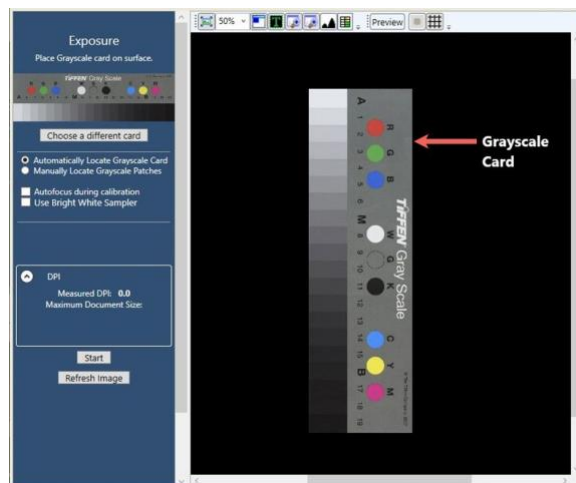 Exposure
Place Grayscale card on surface.
TIFFEN Gray Scale
Choose a different card
Automatically Locate Grayscale Card
Manually Locate Grayscale Patches
Autofocus during calibration
Use Bright White Sampler
DPI
Measured DPI: 0.0
Maximum Document Size:
Start
Refresh Image
50%
Preview
A
1
2
3
4
5
6
M
8
9
10
11
12
13
14
15
B
17
18
19
R
G
B
W
G
K
C
Y
M
TIFFEN Gray Scale
Grayscale
Card